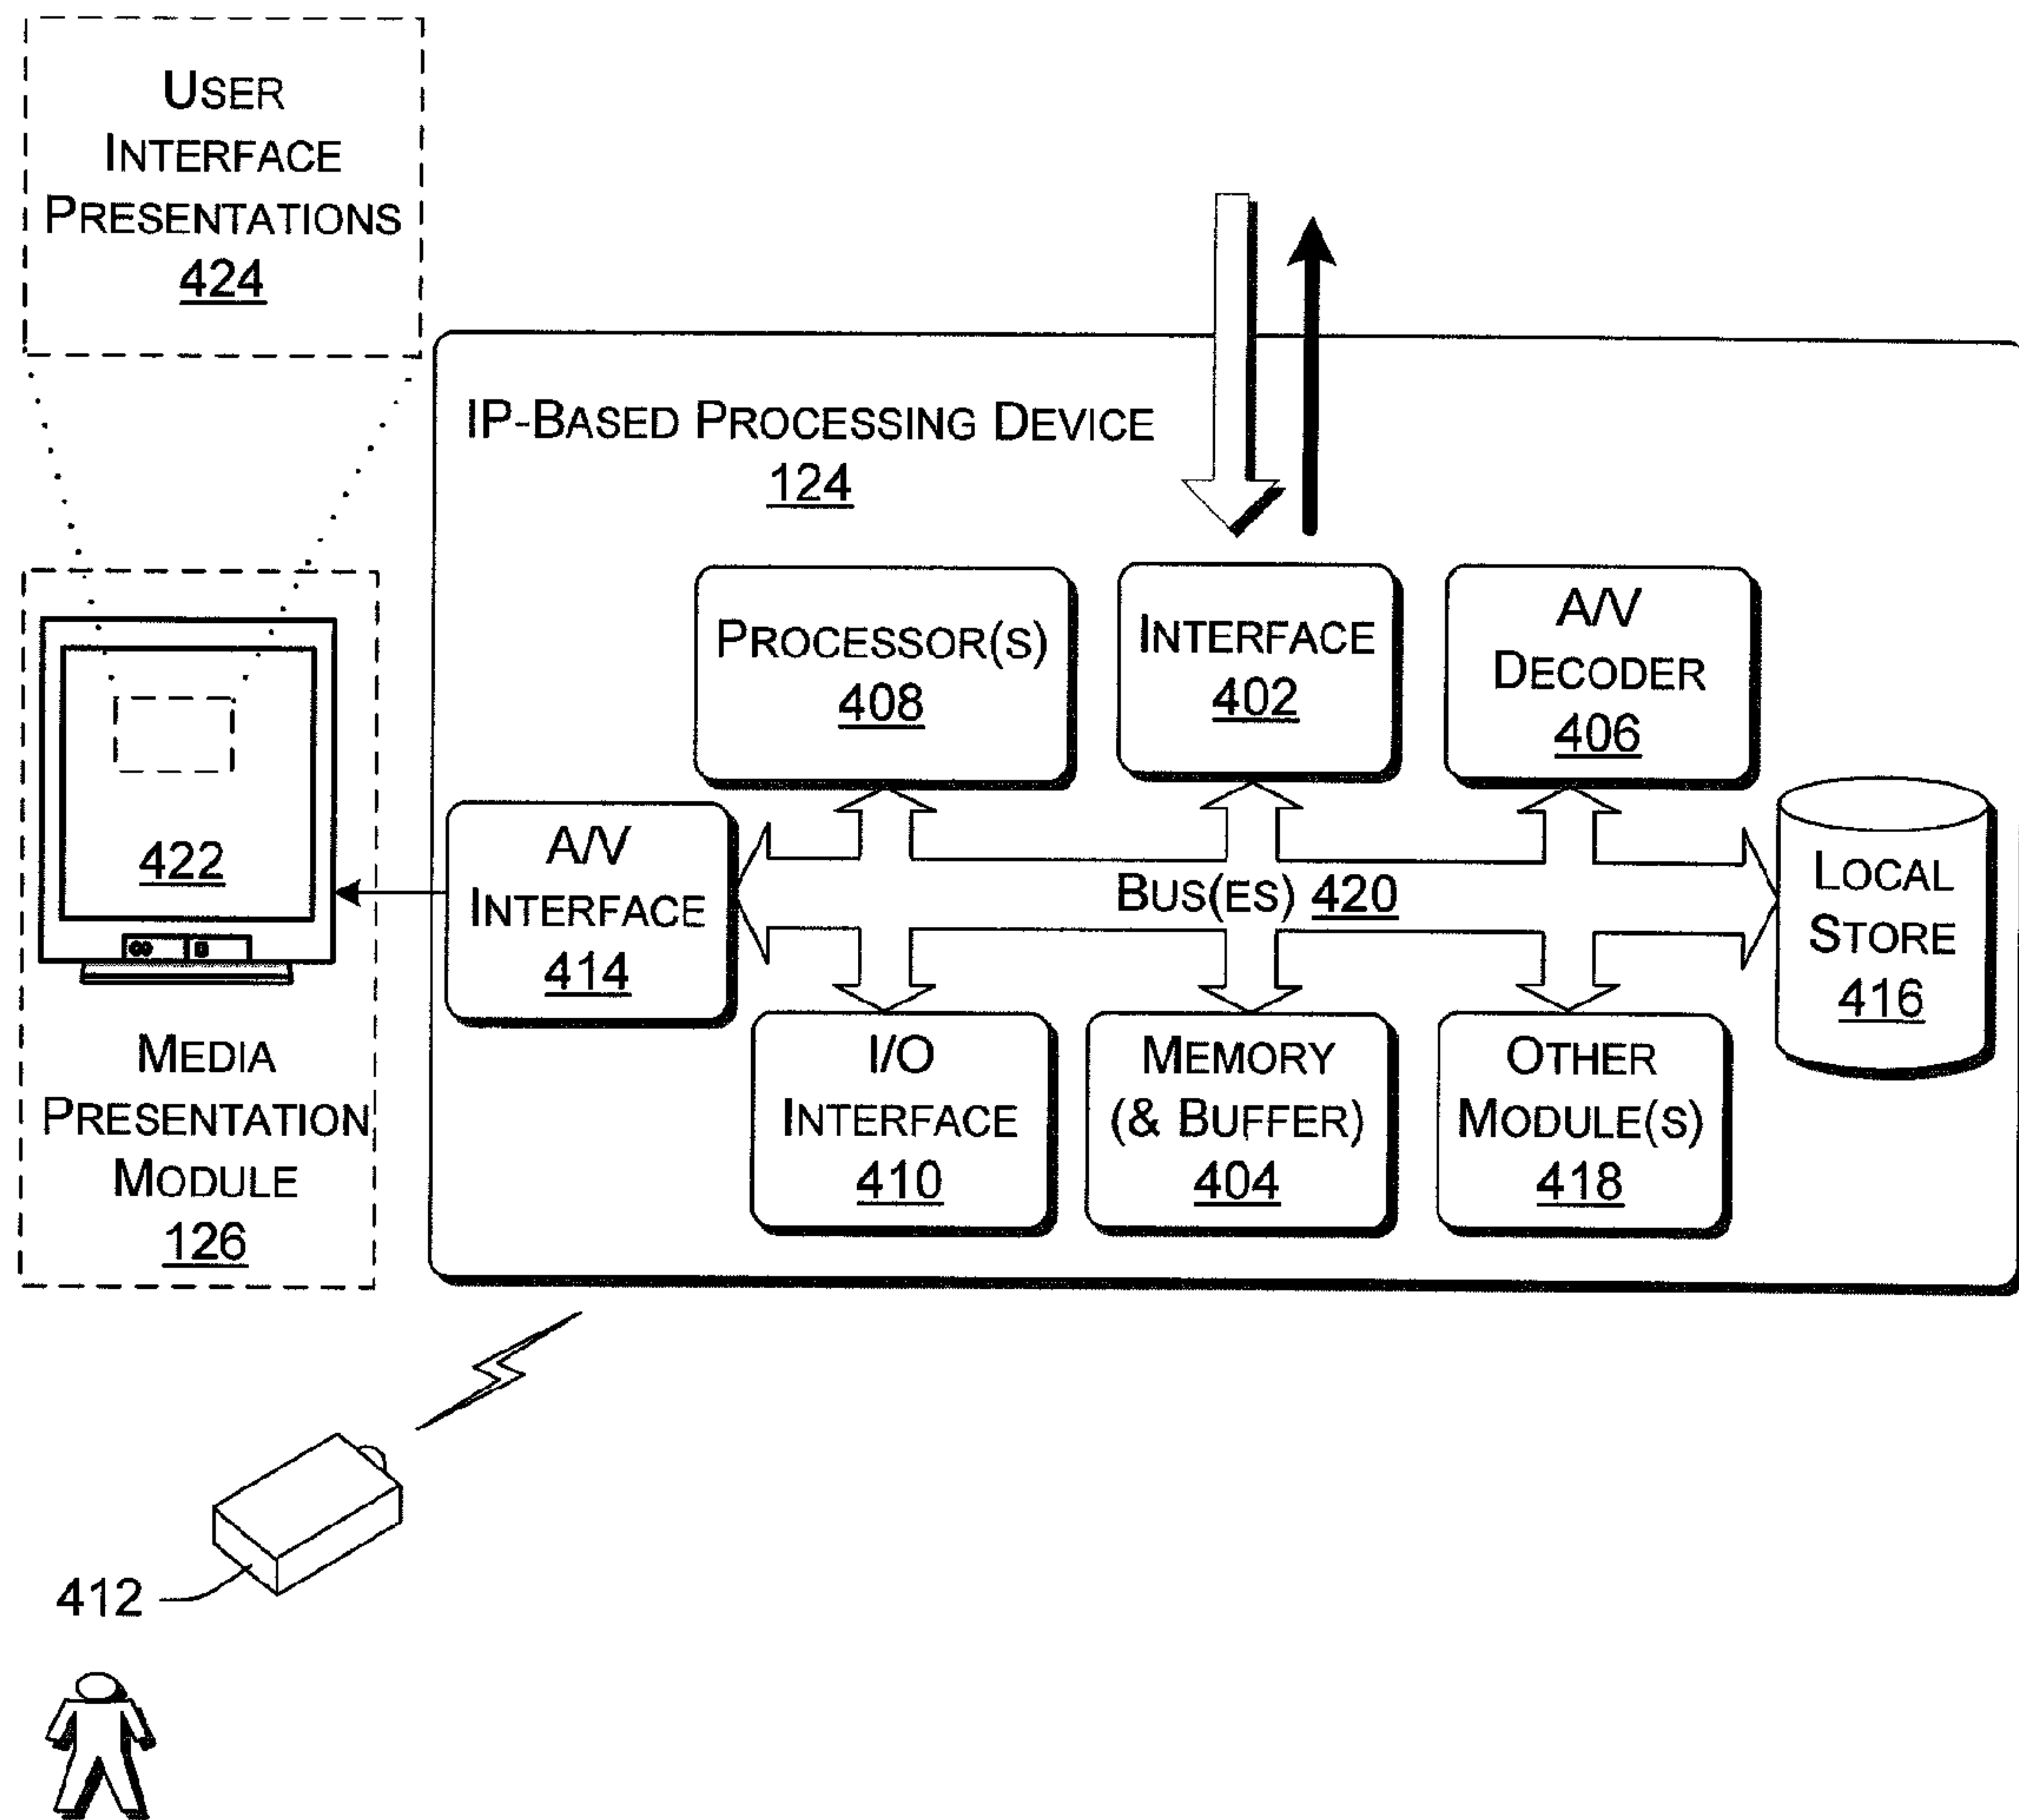 USER
INTERFACE
PRESENTATIONS
424
IP-BASED PROCESSING DEVICE
124
PROCESSOR(S)
408
INTERFACE
402
A/V
DECODER
406
422
A/V
INTERFACE
414
BUS(ES) 420
LOCAL
STORE
416
MEDIA
PRESENTATION
MODULE
126
I/O
INTERFACE
410
MEMORY
(& BUFFER)
404
OTHER
MODULE(S)
418
412